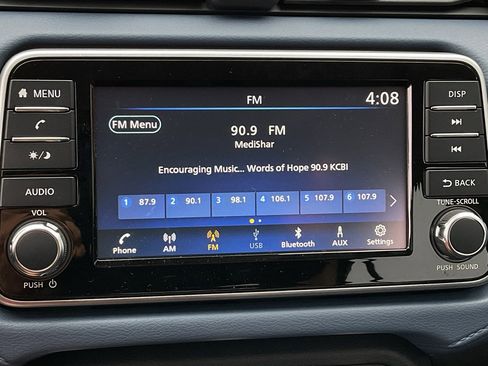 MENU
AUDIO
VOL
PUSH
FM 4:08
FM Menu
90.9 FM
MediShar
Encouraging Music... Words of Hope 90.9 KCBI
1 87.9 2 90.1 3 98.1 4 106.1 5 107.9 6 107.9
Phone AM FM USB Bluetooth AUX Settings
DISP
BACK
TUNE-SCROLL
PUSH SOUND